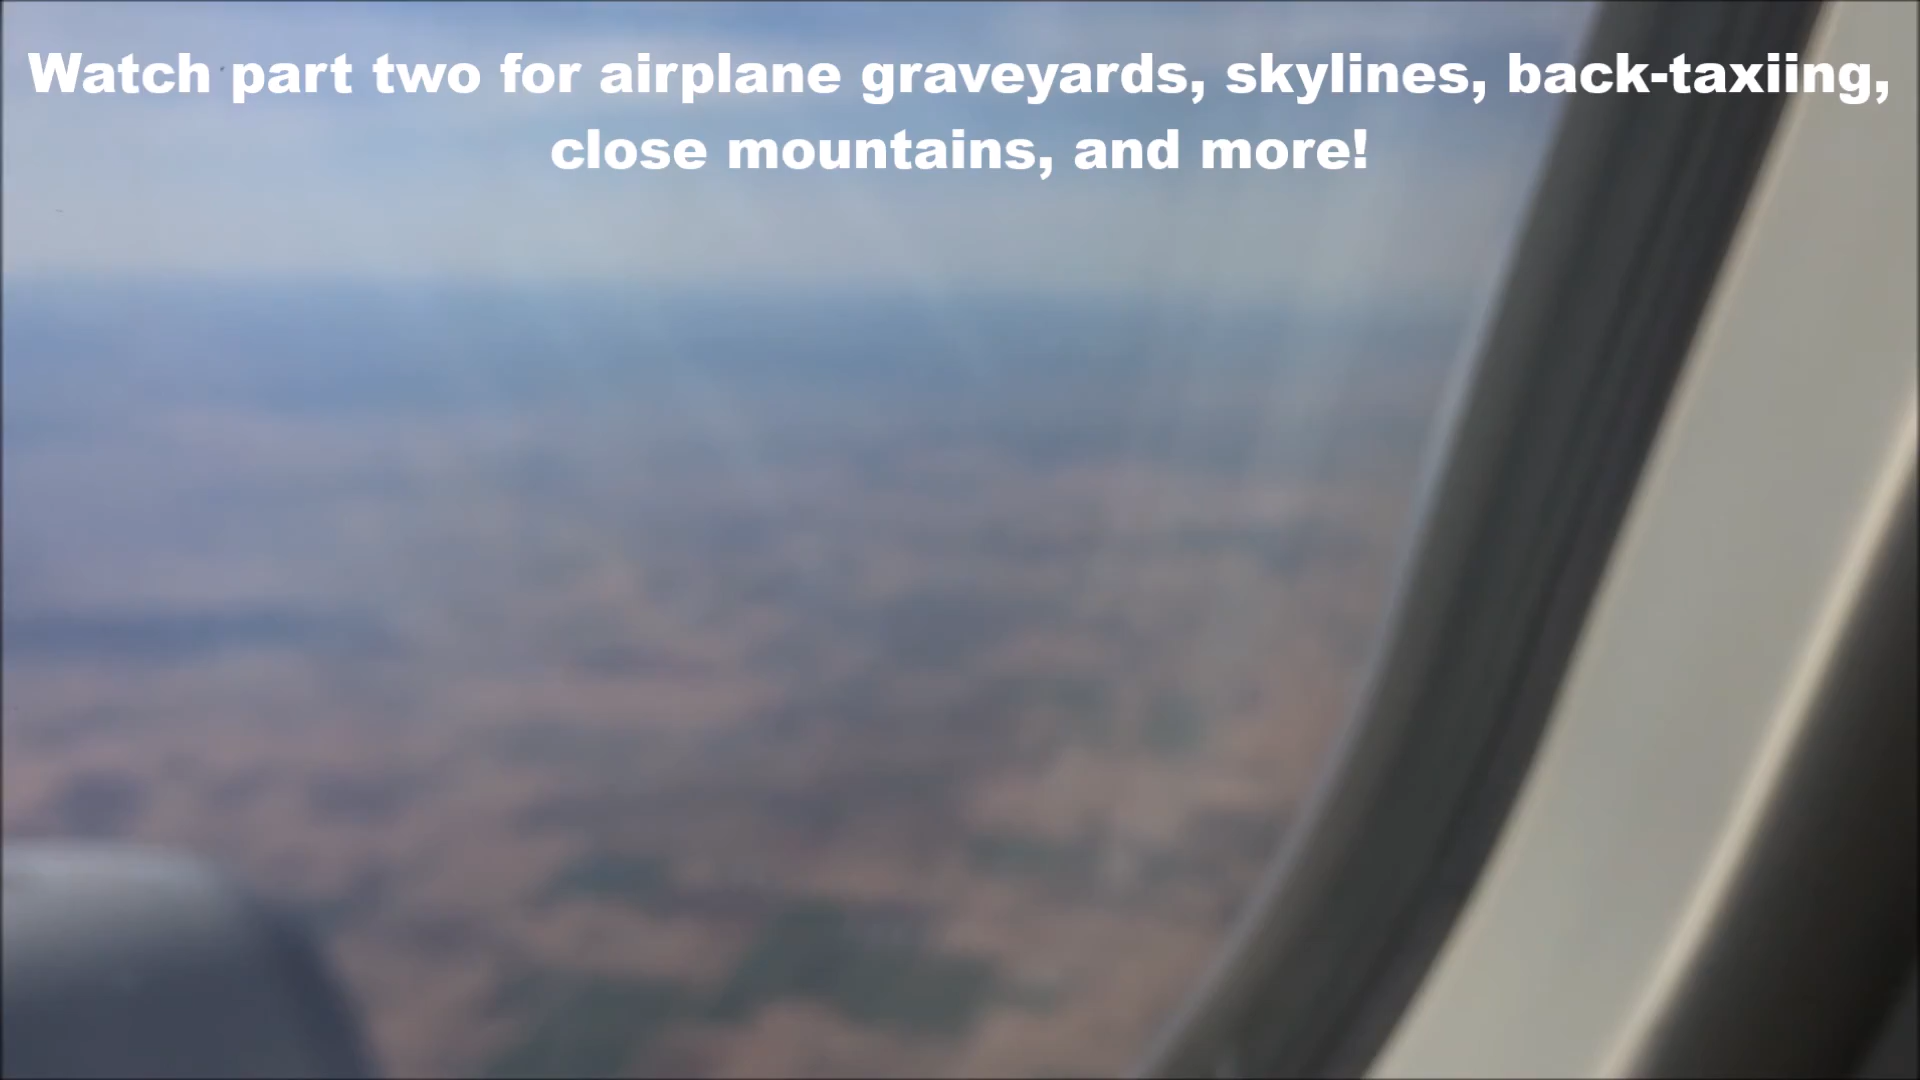 Watch part two for airplane graveyards, skylines, back-taxiing,
close mountains, and more!